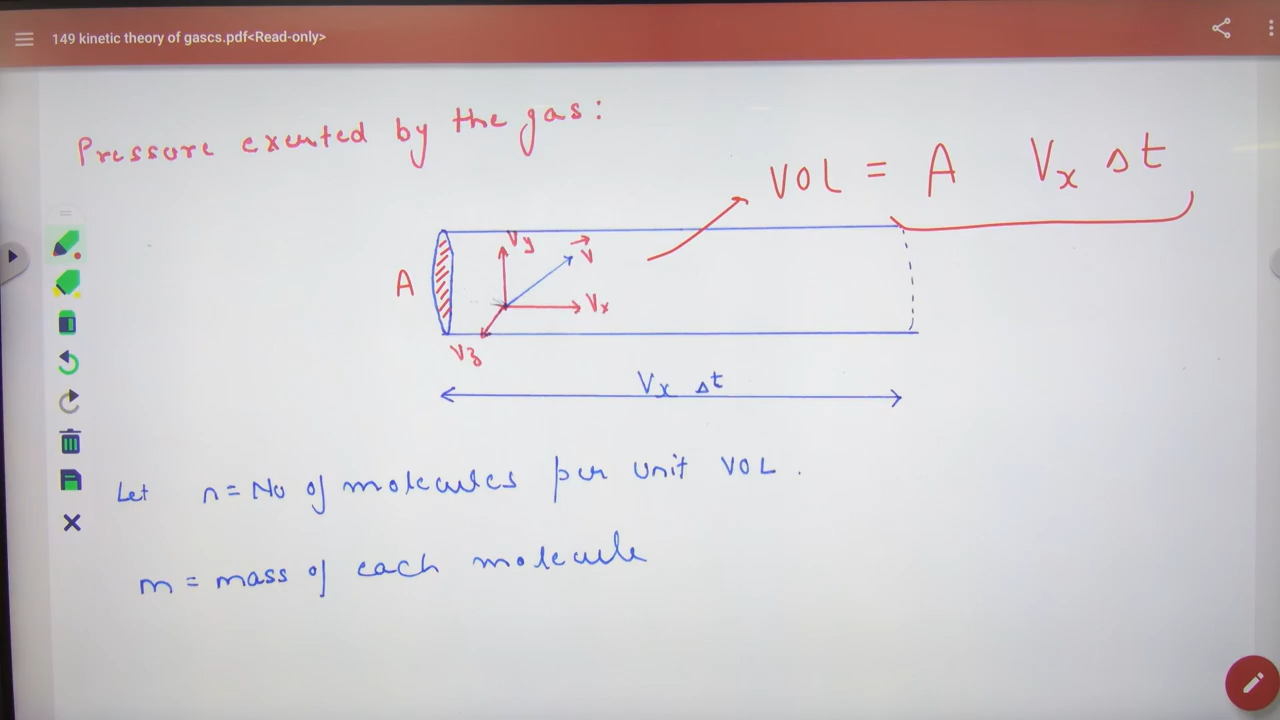 149 kinetic theory of gascs.pdf<Read-only>
Pressure exerted by the gas:
VOL = A Vx Δt
Vy
V
A
Vx
Vz
Vx Δt
Let n = No of molecules per unit VOL.
m = mass of each molecule